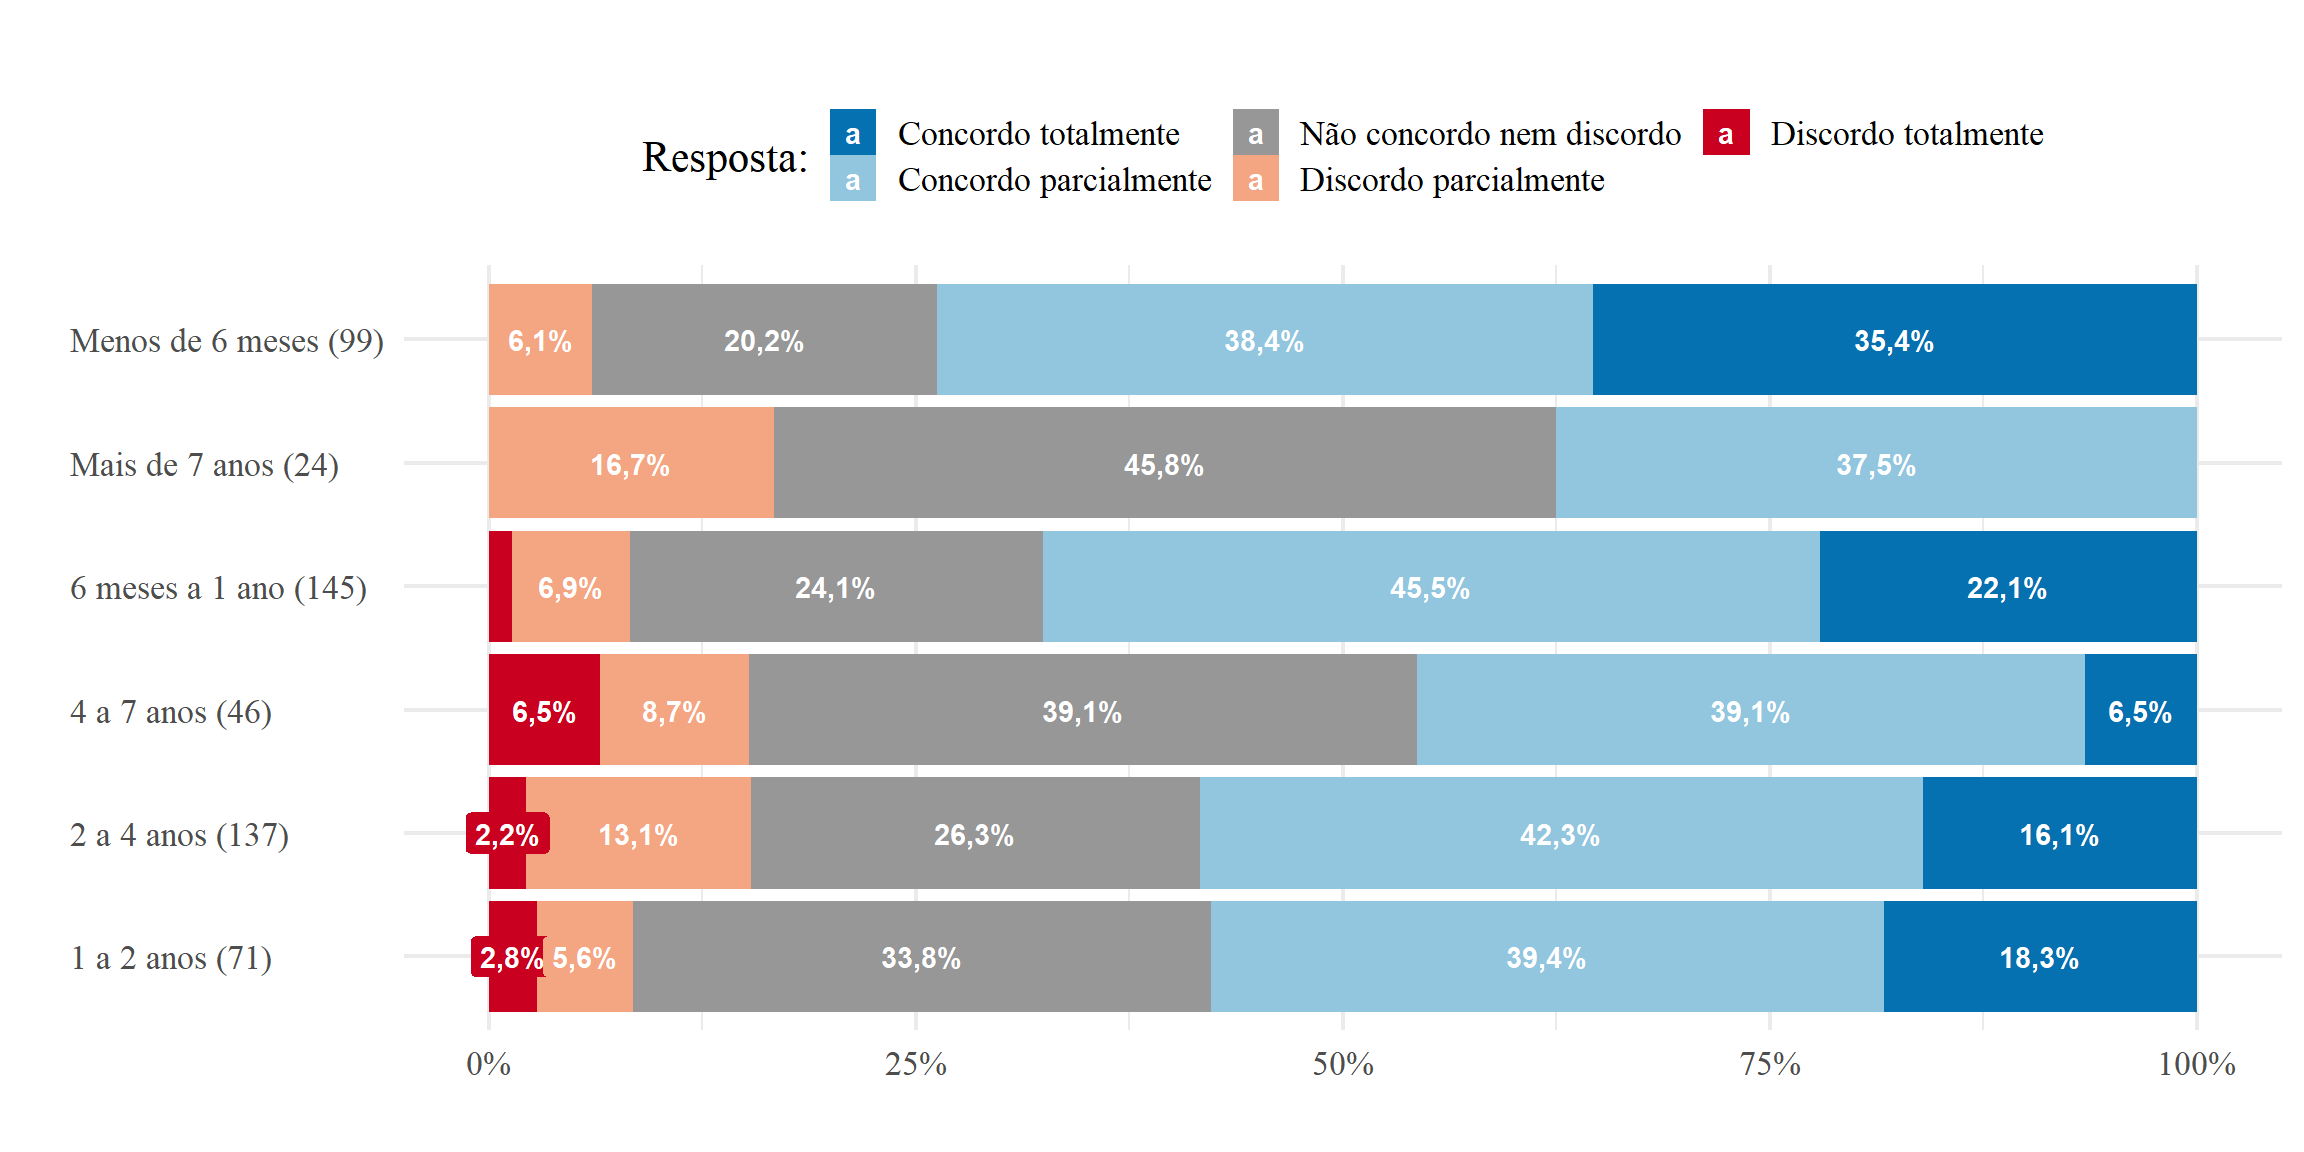 Resposta:
a Concordo totalmente
a Concordo parcialmente
a Não concordo nem discordo
a Discordo parcialmente
a Discordo totalmente
Menos de 6 meses (99) 6,1% 20,2% 38,4% 35,4%
Mais de 7 anos (24) 16,7% 45,8% 37,5%
6 meses a 1 ano (145) 6,9% 24,1% 45,5% 22,1%
4 a 7 anos (46) 6,5% 8,7% 39,1% 39,1% 6,5%
2 a 4 anos (137) 2,2% 13,1% 26,3% 42,3% 16,1%
1 a 2 anos (71) 2,8% 5,6% 33,8% 39,4% 18,3%
0% 25% 50% 75% 100%